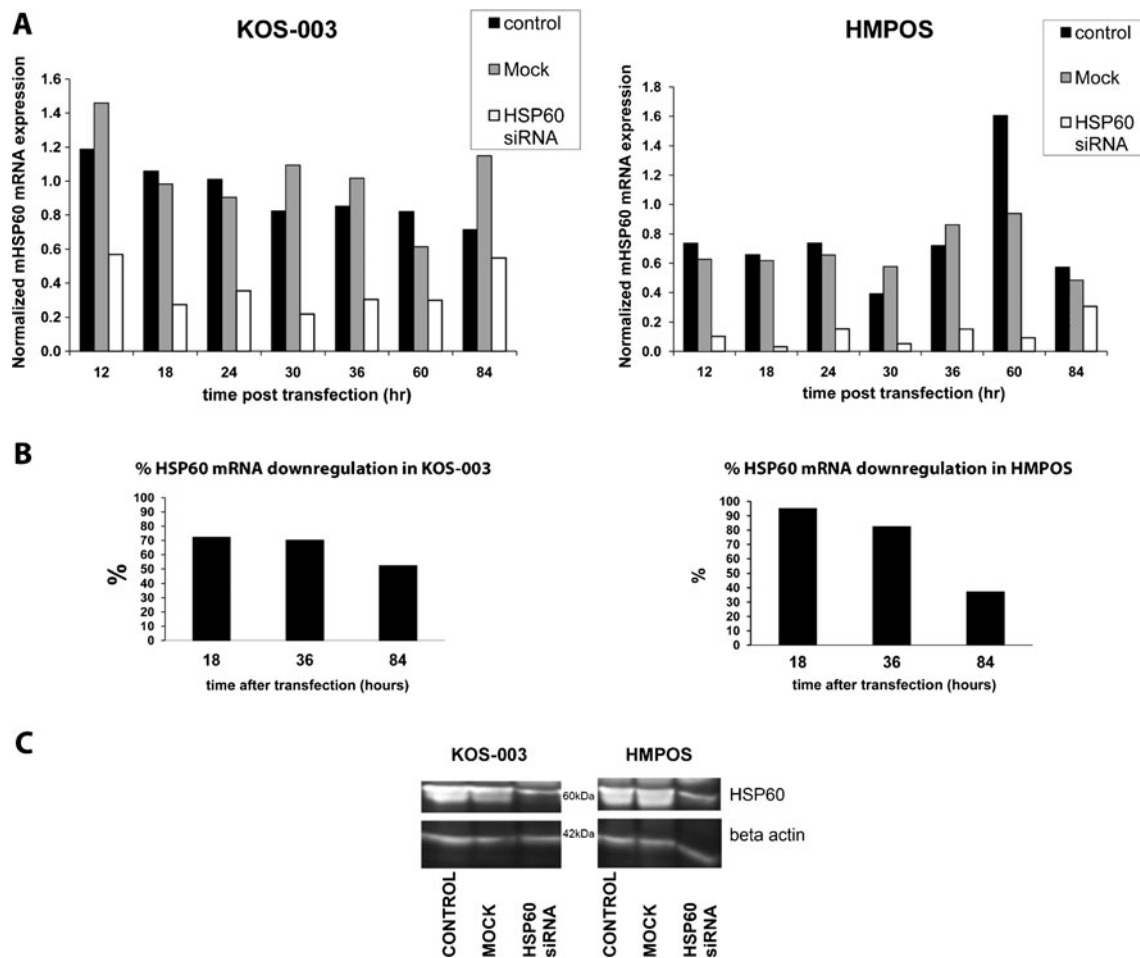 A
KOS-003
control
Mock
HSP60
siRNA
Normalized mHSP60 mRNA expression
1.6
1.4
1.2
1.0
0.8
0.6
0.4
0.2
0.0
12 18 24 30 36 60 84
time post transfection (hr)
HMPOS
control
Mock
HSP60
siRNA
Normalized mHSP60 mRNA expression
1.8
1.6
1.4
1.2
1.0
0.8
0.6
0.4
0.2
0.0
12 18 24 30 36 60 84
time post transfection (hr)
B
% HSP60 mRNA downregulation in KOS-003
%
100
90
80
70
60
50
40
30
20
10
0
18 36 84
time after transfection (hours)
% HSP60 mRNA downregulation in HMPOS
%
100
90
80
70
60
50
40
30
20
10
0
18 36 84
time after transfection (hours)
C
KOS-003 HMPOS
60kDa HSP60
42kDa beta actin
CONTROL
MOCK
HSP60
siRNA
CONTROL
MOCK
HSP60
siRNA